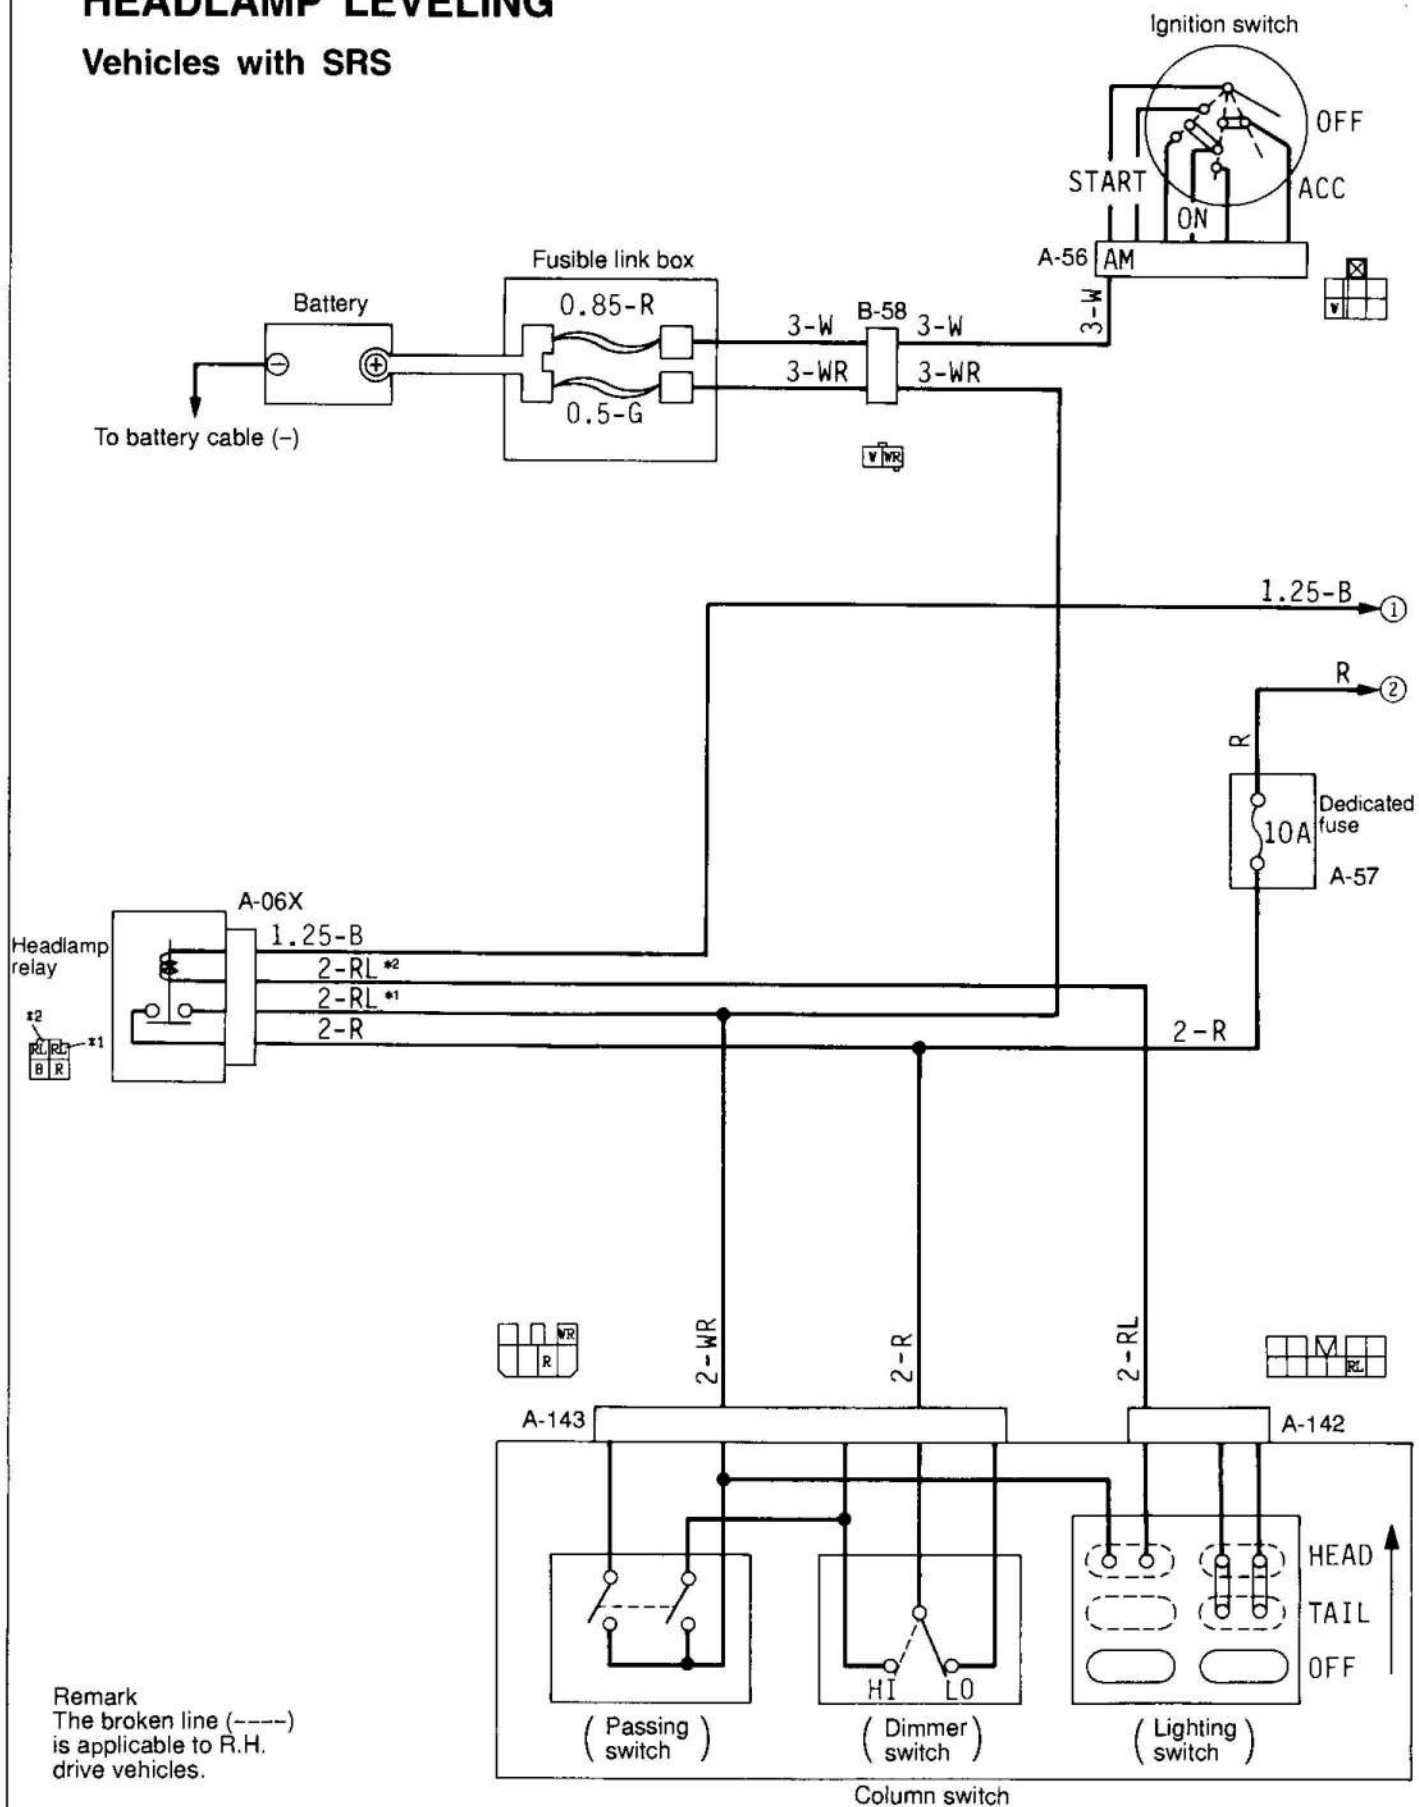 HEADLAMP LEVELING
Vehicles with SRS
Ignition switch
OFF
START
ACC
ON
A-56
AM
W
3-W
Fusible link box
Battery
0.85-R
B-58
3-W
3-W
⊖
⊕
3-WR
3-WR
0.5-G
To battery cable (–)
W WR
1.25-B
①
R
②
R
Dedicated
fuse
10A
A-57
A-06X
Headlamp
relay
1.25-B
2-RL *2
2-RL *1
2-R
2-R
*2
*1
RL RL
B R
2-WR
2-R
2-RL
WR
R
RL
A-143
A-142
HEAD
TAIL
OFF
HI LO
(Passing
switch)
(Dimmer
switch)
(Lighting
switch)
Column switch
Remark
The broken line (----)
is applicable to R.H.
drive vehicles.